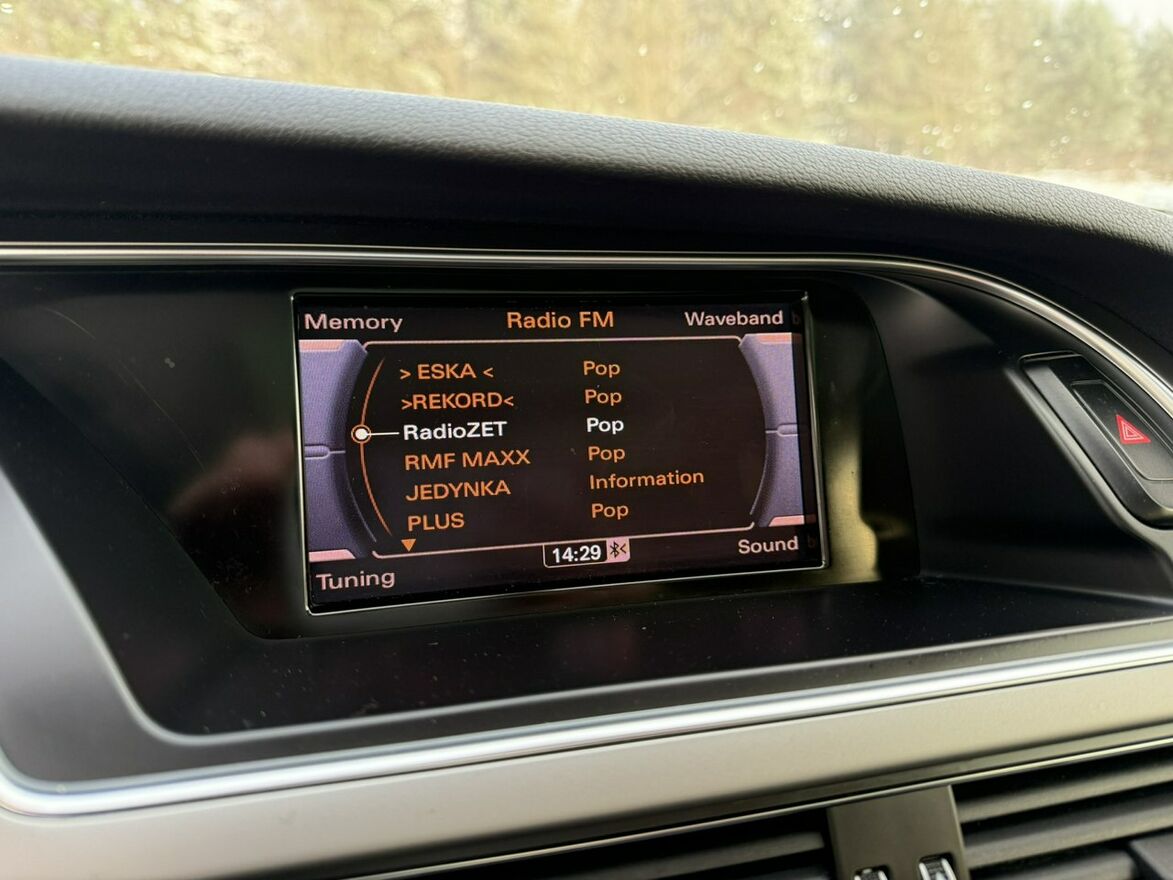 Memory Radio FM Waveband
> ESKA < Pop
>REKORD< Pop
RadioZET Pop
RMF MAXX Pop
JEDYNKA Information
PLUS Pop
14:29
Tuning Sound